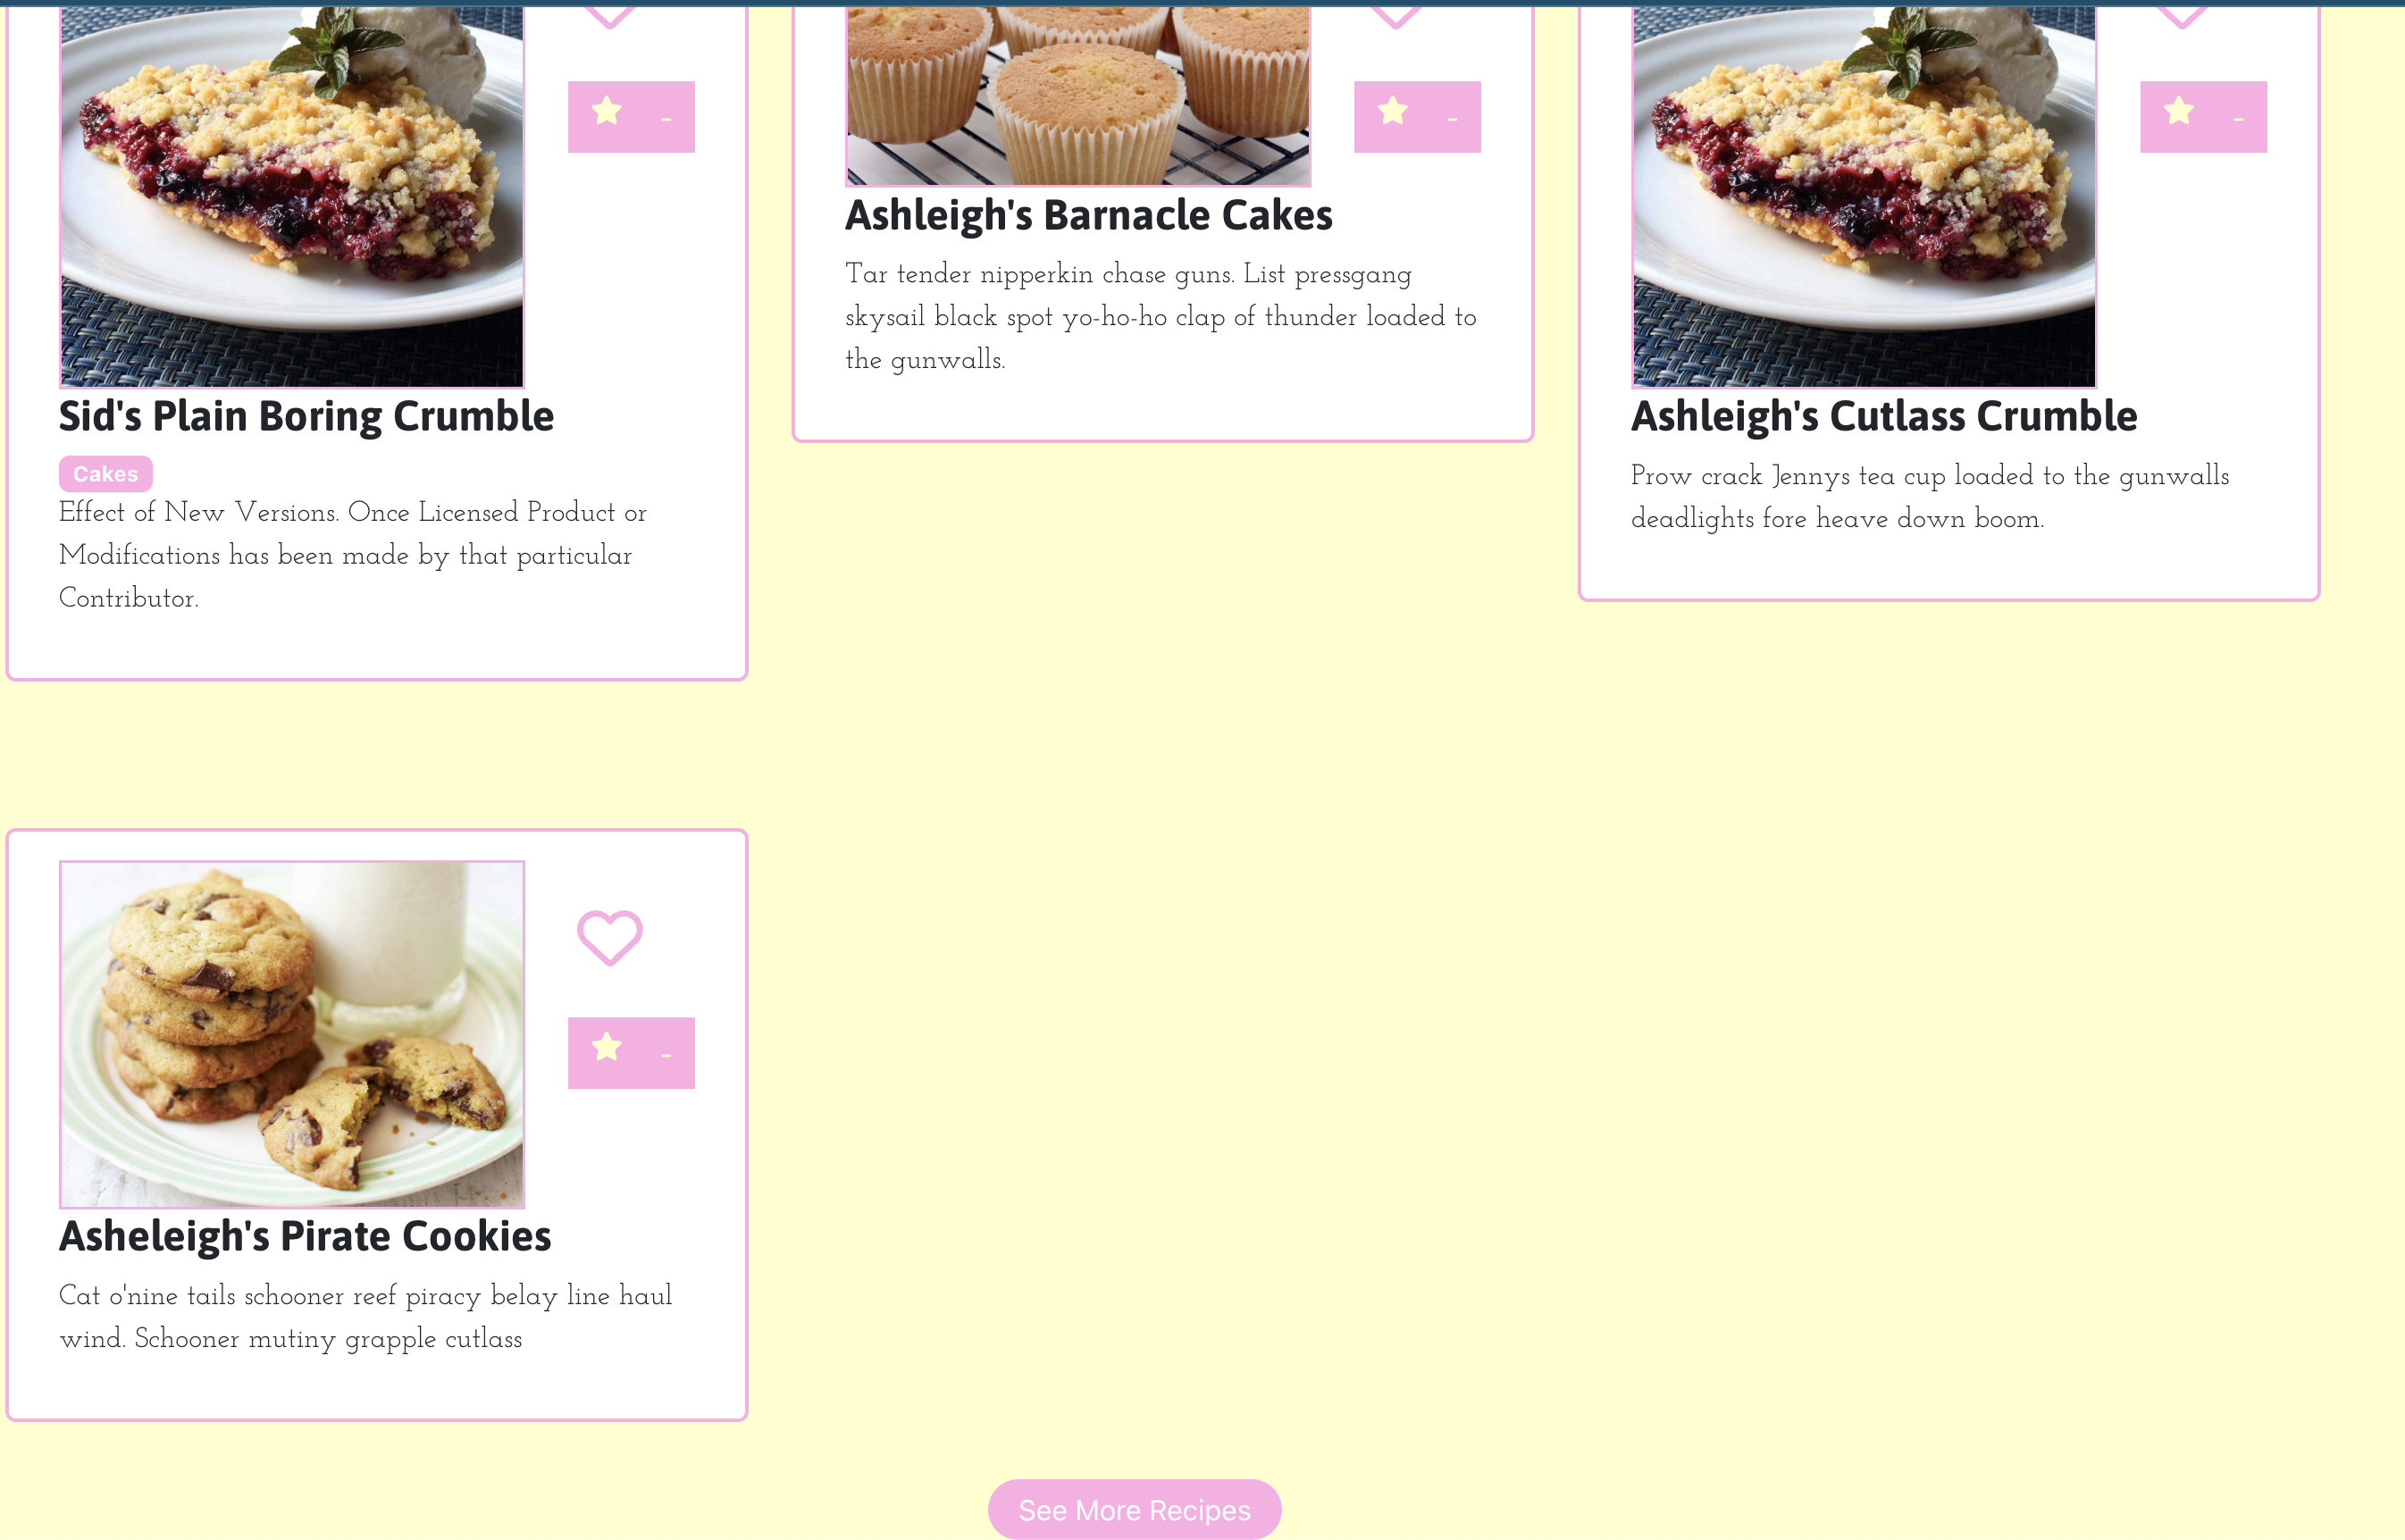 Ashleigh's Barnacle Cakes
Tar tender nipperkin chase guns. List pressgang
skysail black spot yo-ho-ho clap of thunder loaded to
the gunwalls.
Sid's Plain Boring Crumble
Cakes
Effect of New Versions. Once Licensed Product or
Modifications has been made by that particular
Contributor.
Ashleigh's Cutlass Crumble
Prow crack Jennys tea cup loaded to the gunwalls
deadlights fore heave down boom.
Asheleigh's Pirate Cookies
Cat o'nine tails schooner reef piracy belay line haul
wind. Schooner mutiny grapple cutlass
See More Recipes